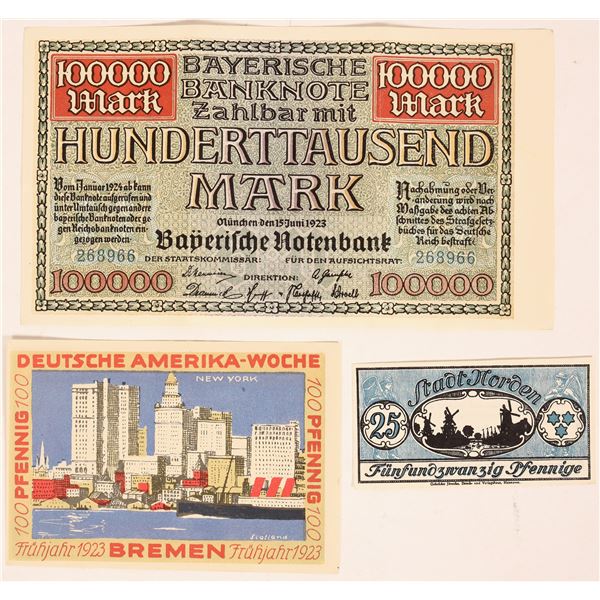 100000 Mark
BAYERISCHE
BANKNOTE
100000 Mark
Zahlbar mit
HUNDERTTAUSEND
MARK
Vom 1 Januar 1924 ab kann
diese Banknote aufgerufen und
unter Umtausch gegen andere
bayerische Banknoten oder ge
gen Reichsbanknoten ein
gezogen werden
Nachahmung oder Ver
änderung wird nach
Maßgabe des achten Ab
schnittes des Strafgesetz
buches für das Deutsche
Reich bestraft
München den 15 Juni 1923
Bayerische Notenbank
268966
268966
DER STAATSKOMMISSÄR: FÜR DEN AUFSICHTSRAT:
DIREKTION:
100000
100000
DEUTSCHE AMERIKA-WOCHE
NEW YORK
100 PFENNIG 100
100 PFENNIG 100
Scotland
Frühjahr 1923 BREMEN Frühjahr 1923
Stadt Norden
25
Fünfundzwanzig Pfennige